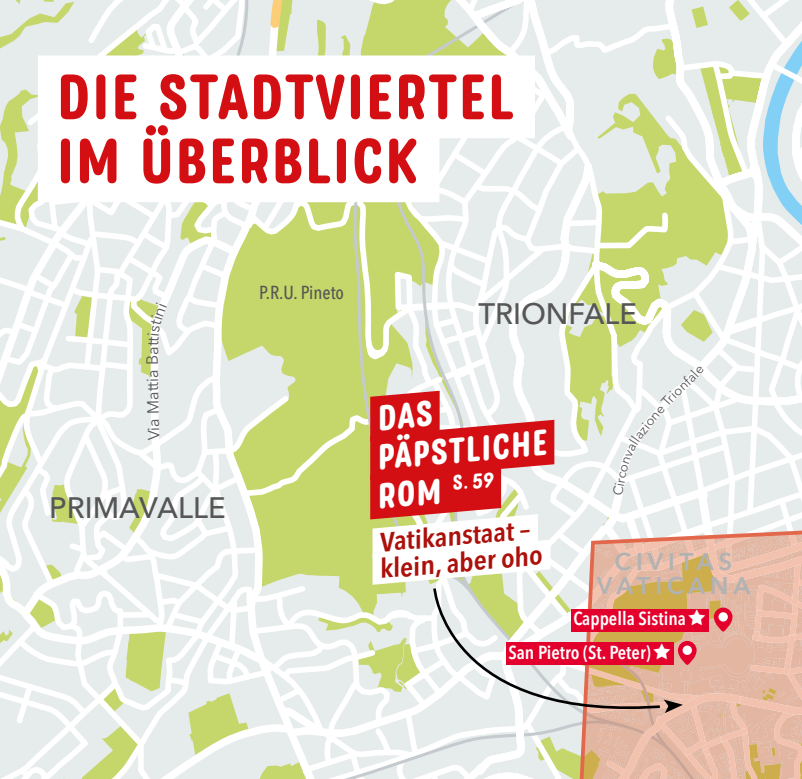 DIE STADTVIERTEL
IM ÜBERBLICK
P.R.U. Pineto
TRIONFALE
Via Mattia Battistini
Circonvallazione Trionfale
DAS
PÄPSTLICHE
ROM S. 59
PRIMAVALLE
Vatikanstaat –
klein, aber oho
CIVITAS
VATICANA
Cappella Sistina
San Pietro (St. Peter)